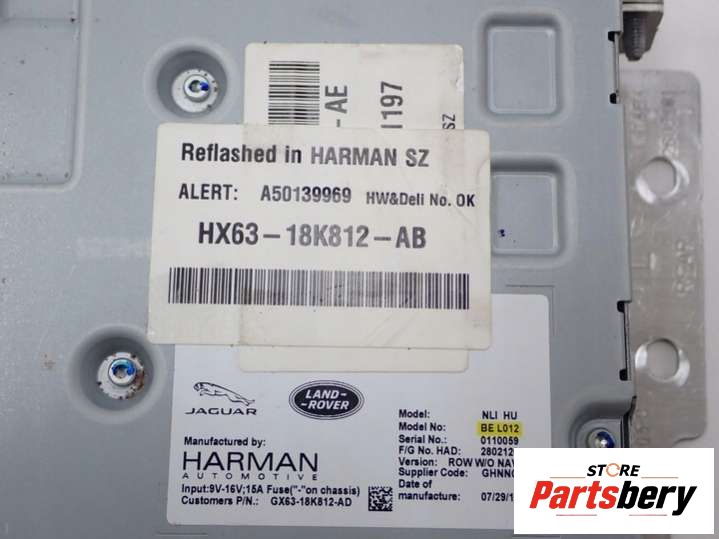 -AE
1197
SZ
Reflashed in HARMAN SZ
ALERT: A50139969 HW&Deli No. OK
HX63-18K812-AB
JAGUAR
LAND-
ROVER
Manufactured by:
HARMAN
AUTOMOTIVE
Input:9V-16V;15A Fuse("-"on chassis)
Customers P/N.: GX63-18K812-AD
Model: NLI HU
Model No: BE L012
Serial No.: 0110059
F/G No. HAD:
Version: ROW W/O
Supplier Code:
Date of
manufacture: 07/29/1
REAR
STORE
Partsbery